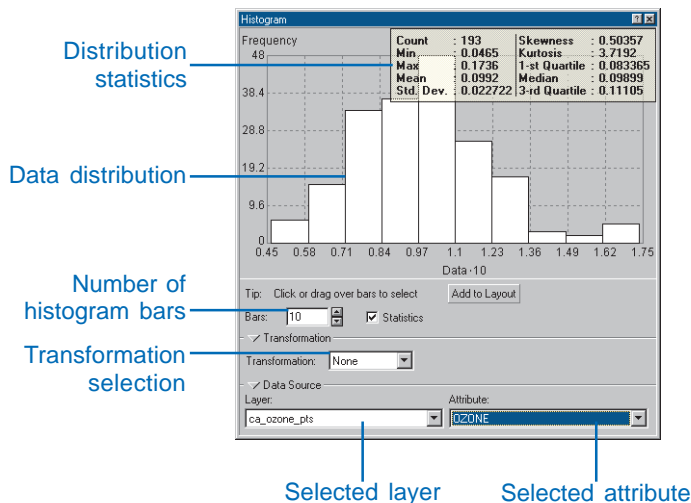 Histogram
Distribution
statistics
Frequency
Count : 193 Skewness : 0.50357
Min : 0.0465 Kurtosis : 3.7192
Max : 0.1736 1-st Quartile : 0.083365
Mean : 0.0992 Median : 0.09899
Std. Dev. : 0.022722 3-rd Quartile : 0.11105
48
38.4
28.8
19.2
9.6
0
Data distribution
0.45 0.58 0.71 0.84 0.97 1.1 1.23 1.36 1.49 1.62 1.75
Data·10
Number of
histogram bars
Tip: Click or drag over bars to select Add to Layout
Bars: 10 Statistics
Transformation
Transformation
selection
Transformation: None
Data Source
Layer: Attribute:
ca_ozone_pts OZONE
Selected layer Selected attribute